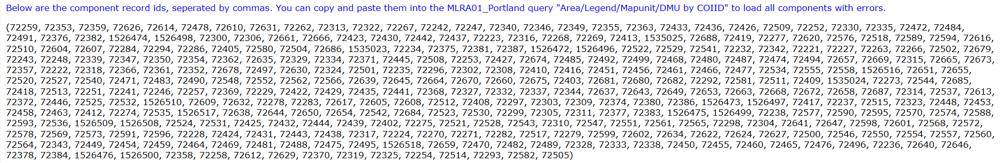 Below are the component record ids, seperated by commas. You can copy and paste them into the MLRA01_Portland query "Area/Legend/Mapunit/DMU by COIID" to load all components with errors.
(72259, 72353, 72359, 72626, 72614, 72478, 72610, 72631, 72262, 72313, 72322, 72267, 72242, 72247, 72340, 72346, 72349, 72355, 72363, 72433, 72436, 72426, 72509, 72252, 72330, 72335, 72472, 72484,
72491, 72376, 72382, 1526474, 1526498, 72300, 72306, 72661, 72666, 72423, 72430, 72442, 72437, 72223, 72316, 72268, 72269, 72413, 1535025, 72688, 72419, 72277, 72620, 72576, 72518, 72589, 72594, 72616,
72510, 72604, 72607, 72284, 72294, 72286, 72405, 72580, 72504, 72686, 1535023, 72234, 72375, 72381, 72387, 1526472, 1526496, 72522, 72529, 72541, 72232, 72342, 72221, 72227, 72263, 72266, 72502, 72679,
72243, 72248, 72339, 72347, 72350, 72354, 72362, 72635, 72329, 72334, 72371, 72445, 72508, 72253, 72427, 72674, 72485, 72492, 72499, 72468, 72480, 72487, 72474, 72494, 72657, 72669, 72315, 72665, 72673,
72357, 72222, 72318, 72366, 72361, 72352, 72678, 72497, 72630, 72324, 72501, 72235, 72296, 72302, 72308, 72410, 72416, 72451, 72456, 72461, 72466, 72477, 72534, 72555, 72558, 1526516, 72651, 72655,
72520, 72527, 72540, 72471, 72483, 72490, 72548, 72552, 72562, 72566, 72639, 72645, 72664, 72670, 72660, 72675, 72403, 72681, 72680, 72682, 72292, 72581, 72511, 72409, 1535024, 72273, 72544, 72685,
72418, 72513, 72251, 72241, 72246, 72257, 72369, 72229, 72422, 72429, 72435, 72441, 72368, 72327, 72332, 72337, 72344, 72637, 72643, 72649, 72653, 72663, 72668, 72672, 72658, 72687, 72314, 72537, 72613,
72372, 72446, 72525, 72532, 1526510, 72609, 72632, 72278, 72283, 72617, 72605, 72608, 72512, 72408, 72297, 72303, 72309, 72374, 72380, 72386, 1526473, 1526497, 72417, 72237, 72515, 72323, 72448, 72453,
72458, 72463, 72412, 72274, 72535, 1526517, 72638, 72644, 72650, 72654, 72542, 72684, 72523, 72530, 72299, 72305, 72311, 72377, 72383, 1526475, 1526499, 72238, 72577, 72590, 72595, 72570, 72574, 72588,
72593, 72536, 1526509, 1526508, 72524, 72531, 72425, 72432, 72444, 72439, 72402, 72275, 72521, 72528, 72543, 72310, 72547, 72551, 72561, 72565, 72298, 72304, 72641, 72647, 72598, 72601, 72568, 72572,
72578, 72569, 72573, 72591, 72596, 72228, 72424, 72431, 72443, 72438, 72317, 72224, 72270, 72271, 72282, 72517, 72279, 72599, 72602, 72634, 72622, 72624, 72627, 72500, 72546, 72550, 72554, 72557, 72560,
72564, 72343, 72449, 72454, 72459, 72464, 72469, 72481, 72488, 72475, 72495, 1526518, 72659, 72470, 72482, 72489, 72328, 72333, 72338, 72450, 72455, 72460, 72465, 72476, 72496, 72236, 72640, 72646,
72378, 72384, 1526476, 1526500, 72358, 72258, 72612, 72629, 72370, 72319, 72325, 72254, 72514, 72293, 72582, 72505)